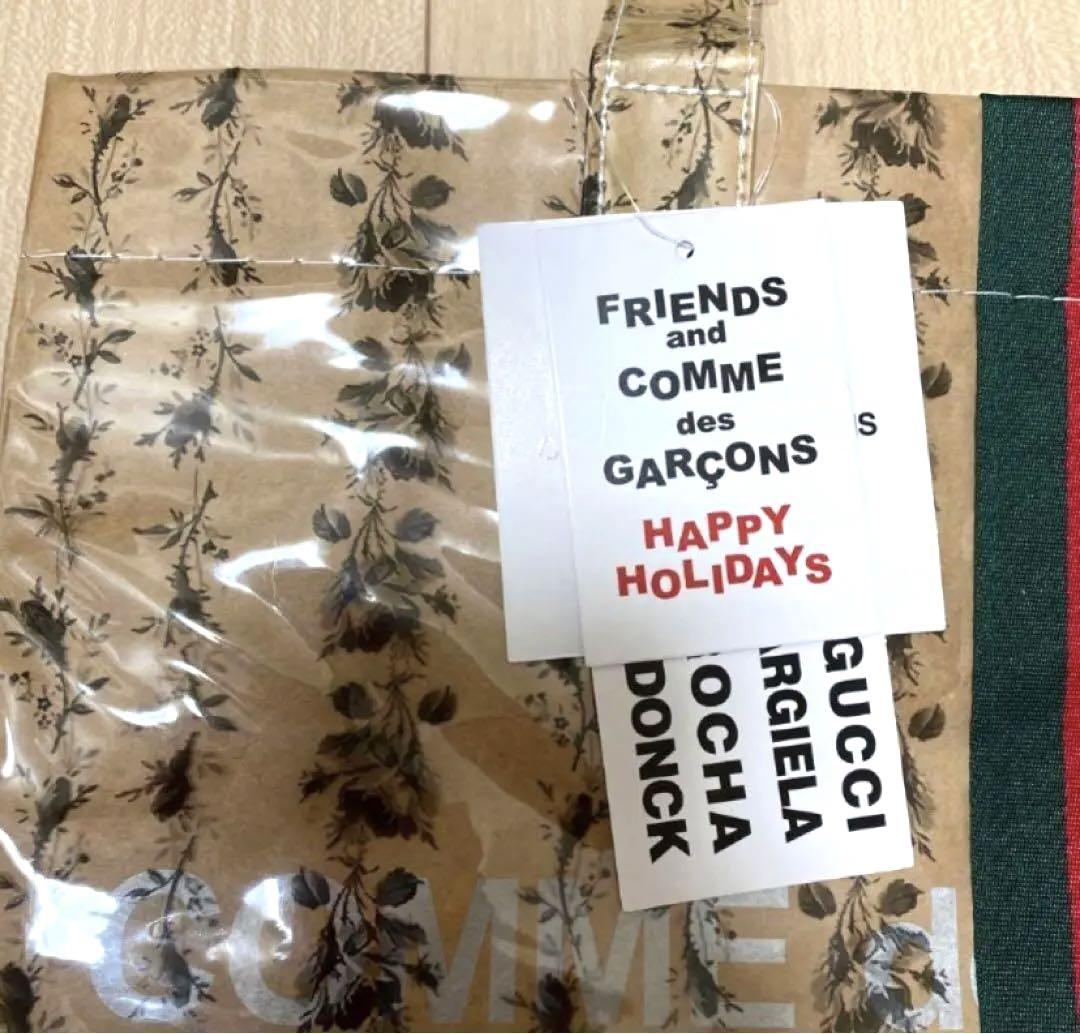 FRIENDS
and
COMME
des
GARÇONS
HAPPY
HOLIDAYS
S
GUCCI
ARGIELA
OCHA
DONCK
COMME d